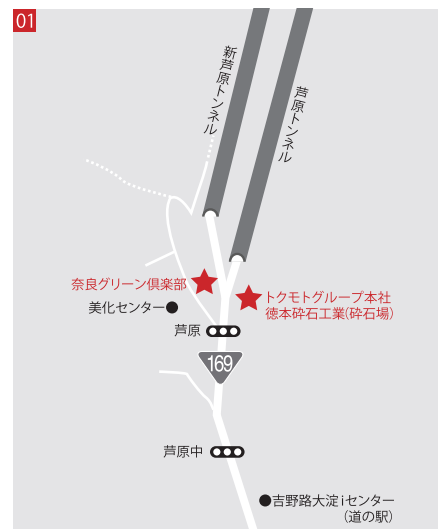 01
新芦原トンネル
芦原トンネル
奈良グリーン倶楽部
トクモトグループ本社
徳本砕石工業(砕石場)
美化センター
芦原
169
芦原中
吉野路大淀iセンター
(道の駅)